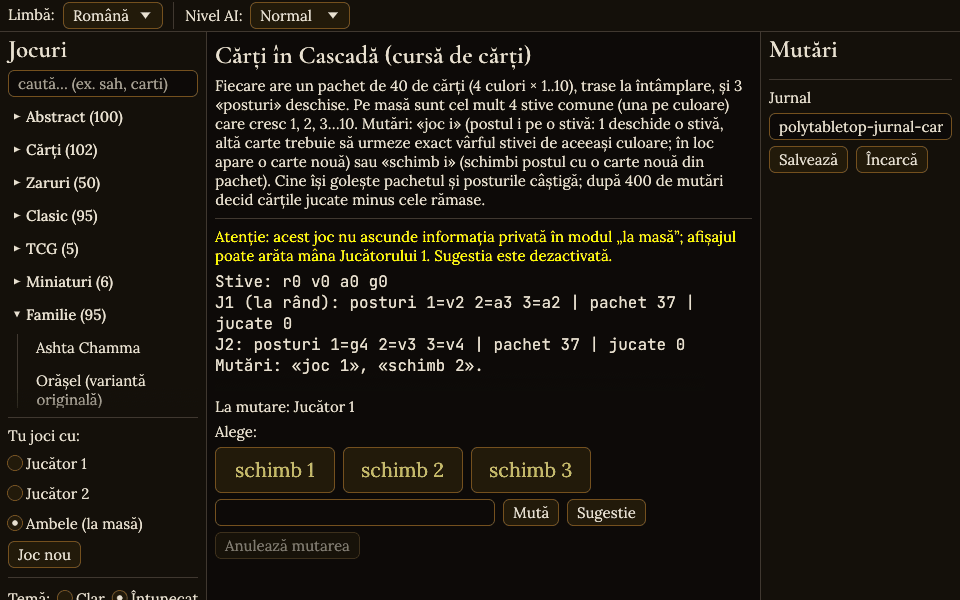 Limbă: Română ▼ Nivel AI: Normal ▼
Jocuri
caută... (ex. sah, carti)
▸ Abstract (100)
▸ Cărți (102)
▸ Zaruri (50)
▸ Clasic (95)
▸ TCG (5)
▸ Miniaturi (6)
▾ Familie (95)
Ashta Chamma
Orășel (variantă
originală)
Tu joci cu:
Jucător 1
Jucător 2
Ambele (la masă)
Joc nou
Temă: Clar Întunecat
Cărți în Cascadă (cursă de cărți)
Fiecare are un pachet de 40 de cărți (4 culori × 1..10), trase la întâmplare, și 3
«posturi» deschise. Pe masă sunt cel mult 4 stive comune (una pe culoare)
care cresc 1, 2, 3...10. Mutări: «joc i» (postul i pe o stivă: 1 deschide o stivă,
altă carte trebuie să urmeze exact vârful stivei de aceeași culoare; în loc
apare o carte nouă) sau «schimb i» (schimbi postul cu o carte nouă din
pachet). Cine își golește pachetul și posturile câștigă; după 400 de mutări
decid cărțile jucate minus cele rămase.
Atenție: acest joc nu ascunde informația privată în modul „la masă”; afișajul
poate arăta mâna Jucătorului 1. Sugestia este dezactivată.
Stive: r0 v0 a0 g0
J1 (la rând): posturi 1=v2 2=a3 3=a2 | pachet 37 |
jucate 0
J2: posturi 1=g4 2=v3 3=v4 | pachet 37 | jucate 0
Mutări: «joc 1», «schimb 2».
La mutare: Jucător 1
Alege:
schimb 1 schimb 2 schimb 3
Mută Sugestie
Anulează mutarea
Mutări
Jurnal
polytabletop-jurnal-car
Salvează Încarcă